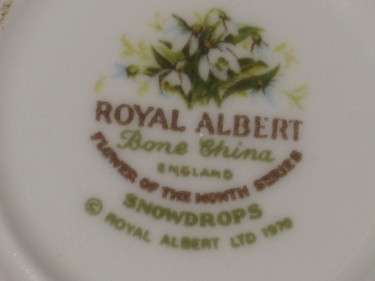 ROYAL ALBERT
Bone China
ENGLAND
FLOWER OF THE MONTH SERIES
SNOWDROPS
© ROYAL ALBERT LTD 1970